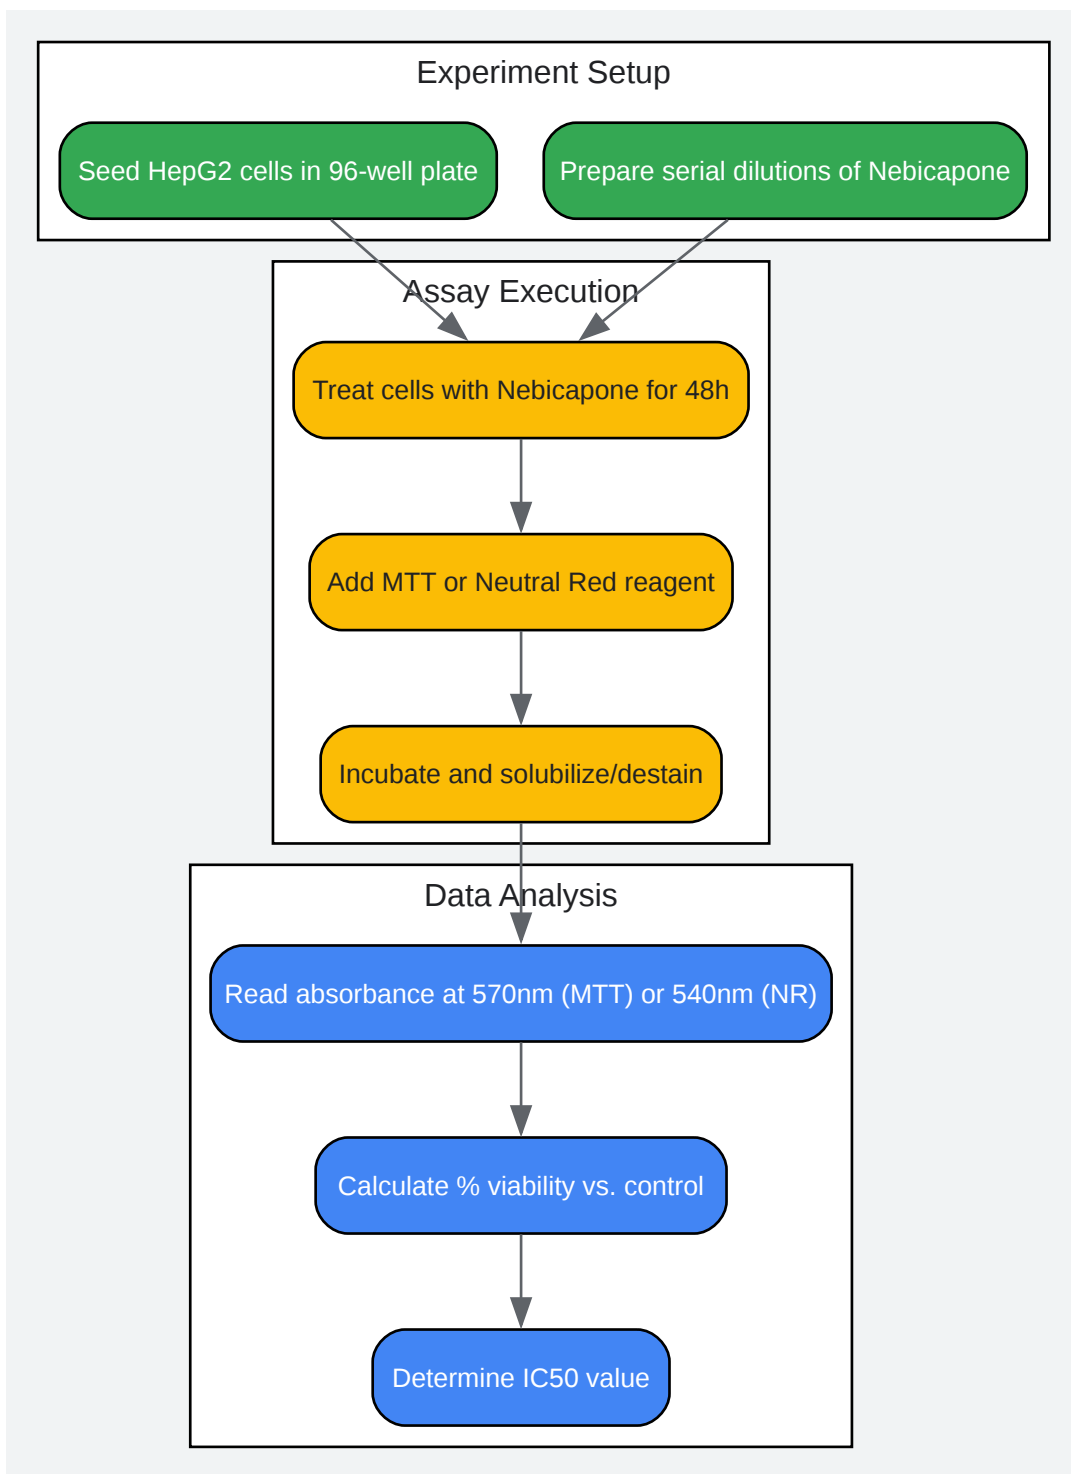 Experiment Setup
Seed HepG2 cells in 96-well plate
Prepare serial dilutions of Nebicapone
Assay Execution
Treat cells with Nebicapone for 48h
Add MTT or Neutral Red reagent
Incubate and solubilize/destain
Data Analysis
Read absorbance at 570nm (MTT) or 540nm (NR)
Calculate % viability vs. control
Determine IC50 value